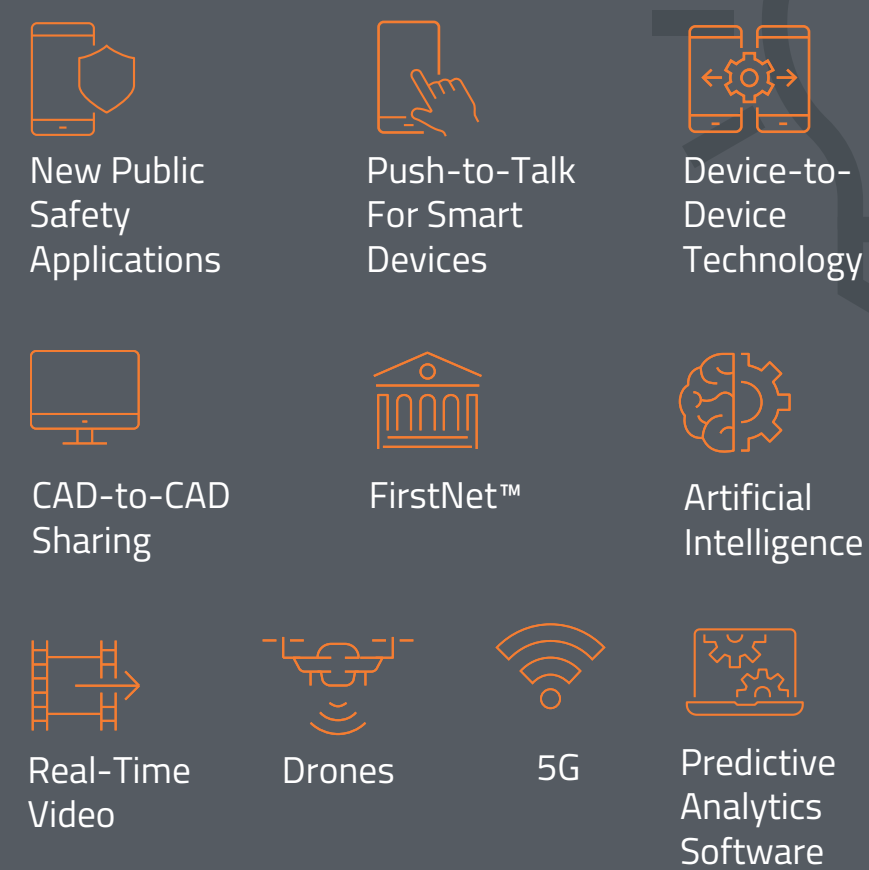 New Public
Safety
Applications
Push-to-Talk
For Smart
Devices
Device-to-
Device
Technology
CAD-to-CAD
Sharing
FirstNet™
Artificial
Intelligence
Real-Time
Video
Drones
5G
Predictive
Analytics
Software